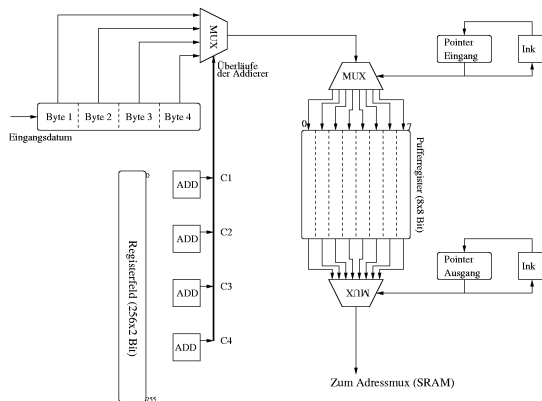 MUX
Überläufe
der Addierer
Byte 1
Byte 2
Byte 3
Byte 4
Eingangsdatum
Pointer
Eingang
Ink
MUX
0
7
Pufferregister (8x8 Bit)
0
Registerfeld (256x2 Bit)
255
ADD
C1
ADD
C2
ADD
C3
ADD
C4
Pointer
Ausgang
Ink
MUX
Zum Adressmux (SRAM)